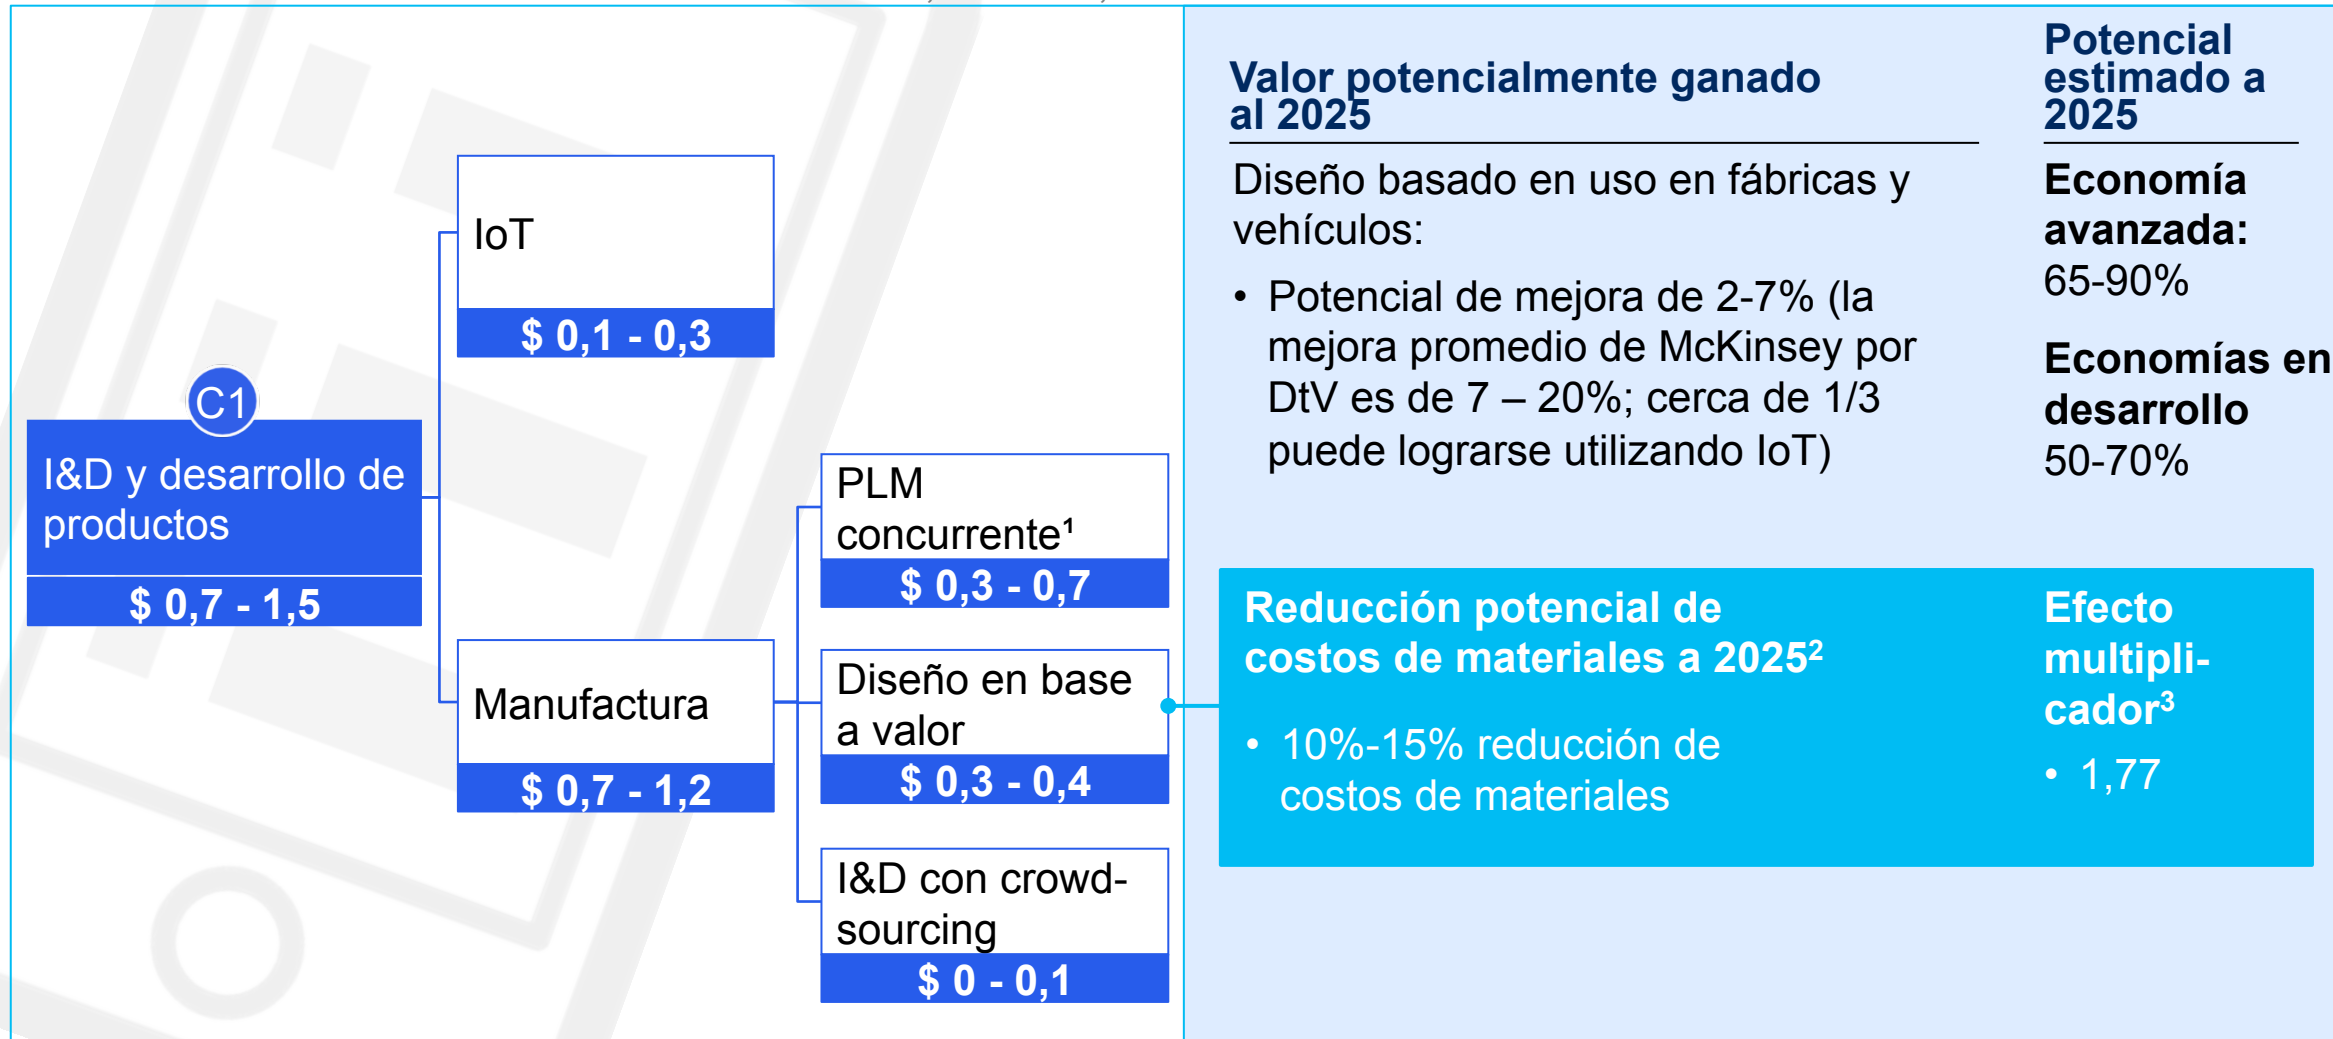 C1
I&D y desarrollo de
productos
$ 0,7 - 1,5
IoT
$ 0,1 - 0,3
Manufactura
$ 0,7 - 1,2
PLM
concurrente¹
$ 0,3 - 0,7
Diseño en base
a valor
$ 0,3 - 0,4
I&D con crowd-
sourcing
$ 0 - 0,1
Valor potencialmente ganado
al 2025
Diseño basado en uso en fábricas y
vehículos:
• Potencial de mejora de 2-7% (la
mejora promedio de McKinsey por
DtV es de 7 – 20%; cerca de 1/3
puede lograrse utilizando IoT)
Potencial
estimado a
2025
Economía
avanzada:
65-90%
Economías en
desarrollo
50-70%
Reducción potencial de
costos de materiales a 2025²
• 10%-15% reducción de
costos de materiales
Efecto
multipli-
cador³
• 1,77